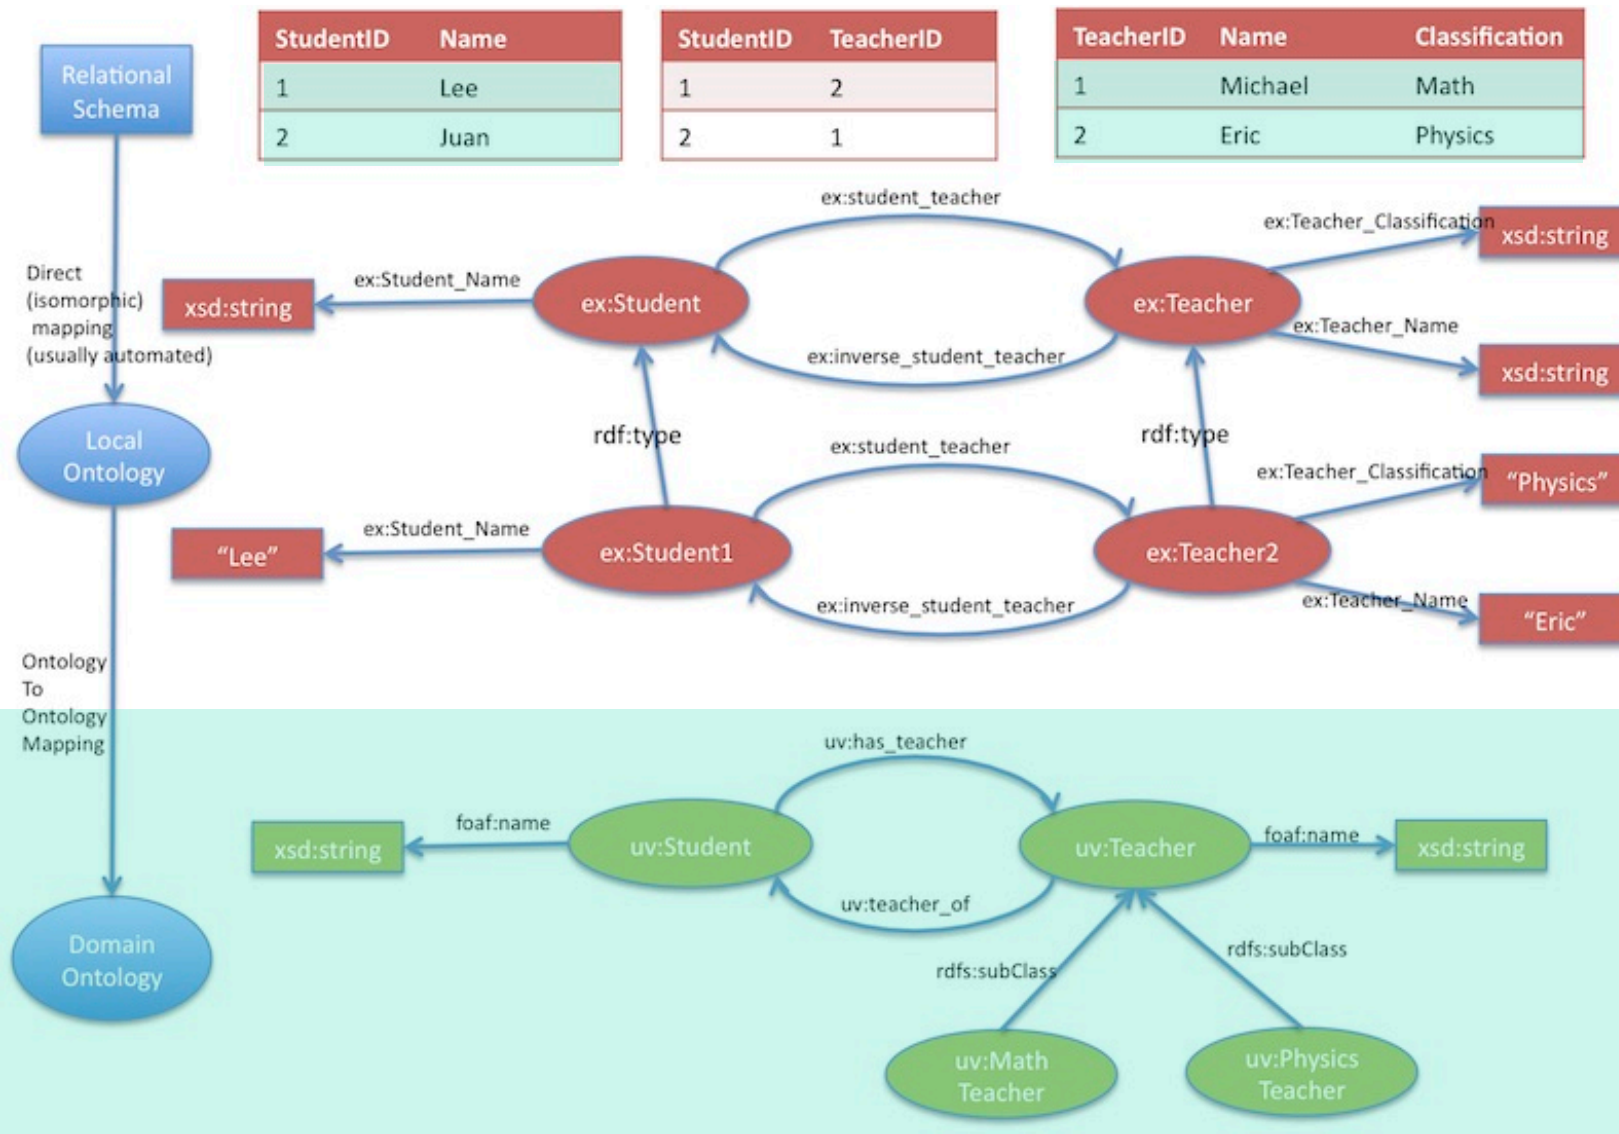 Relational
Schema
StudentID Name
1 Lee
2 Juan
StudentID TeacherID
1 2
2 1
TeacherID Name Classification
1 Michael Math
2 Eric Physics
Direct
(isomorphic)
mapping
(usually automated)
ex:student_teacher
ex:Teacher_Classification
xsd:string
ex:Student_Name
xsd:string
ex:Student
ex:Teacher
ex:Teacher_Name
ex:inverse_student_teacher
xsd:string
Local
Ontology
rdf:type
rdf:type
ex:student_teacher
ex:Teacher_Classification
“Physics”
ex:Student_Name
“Lee”
ex:Student1
ex:Teacher2
ex:inverse_student_teacher
ex:Teacher_Name
“Eric”
Ontology
To
Ontology
Mapping
uv:has_teacher
foaf:name
xsd:string
uv:Student
uv:Teacher
foaf:name
xsd:string
uv:teacher_of
Domain
Ontology
rdfs:subClass
rdfs:subClass
uv:Math
Teacher
uv:Physics
Teacher